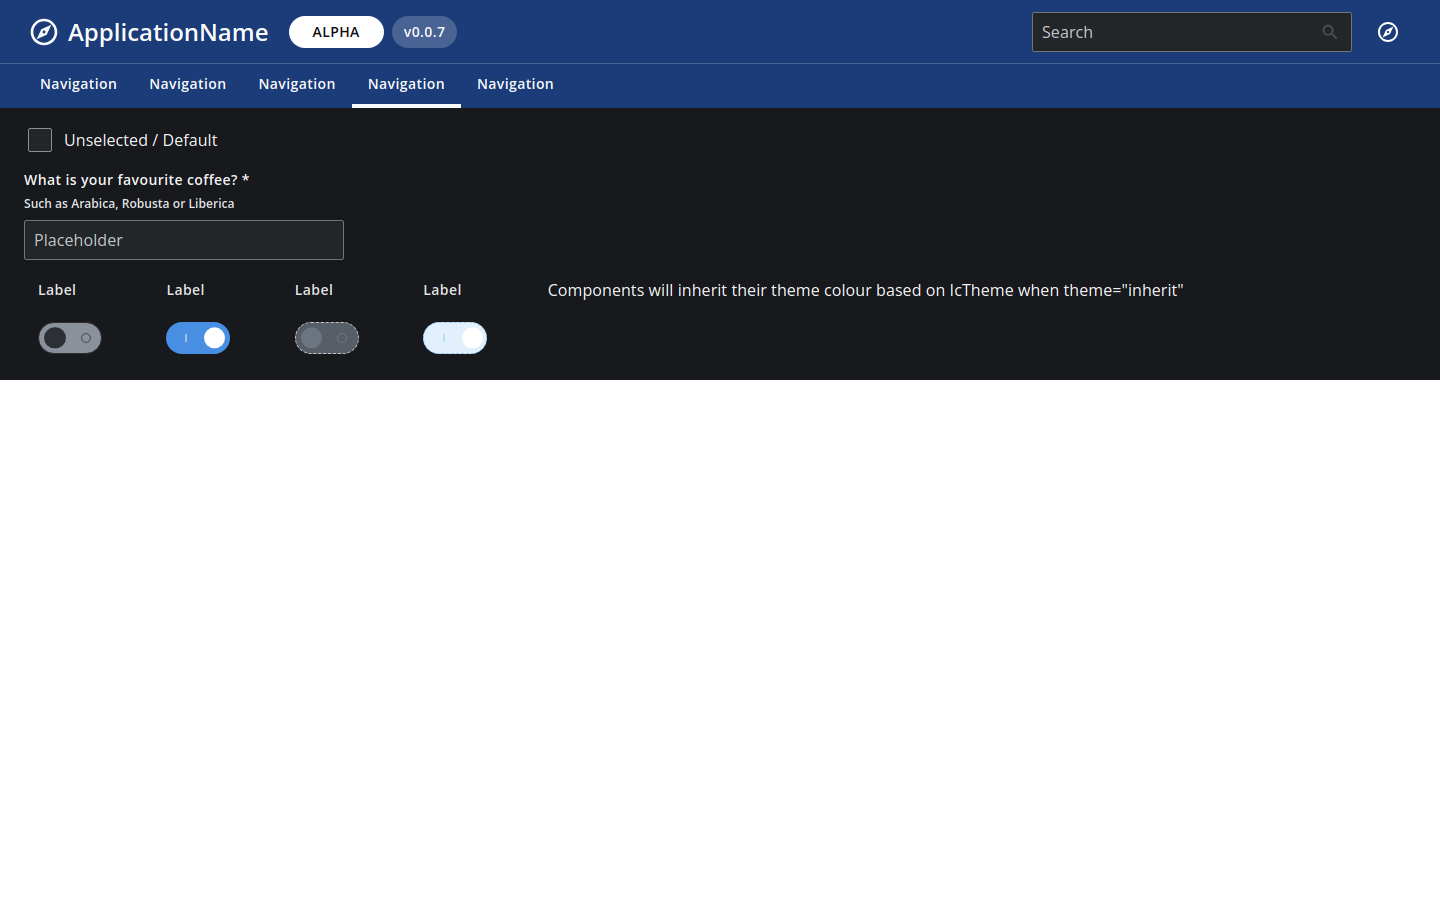 ApplicationName
ALPHA
v0.0.7
Search
Navigation Navigation Navigation Navigation Navigation
Unselected / Default
What is your favourite coffee? *
Such as Arabica, Robusta or Liberica
Placeholder
Label Label Label Label
Components will inherit their theme colour based on IcTheme when theme="inherit"